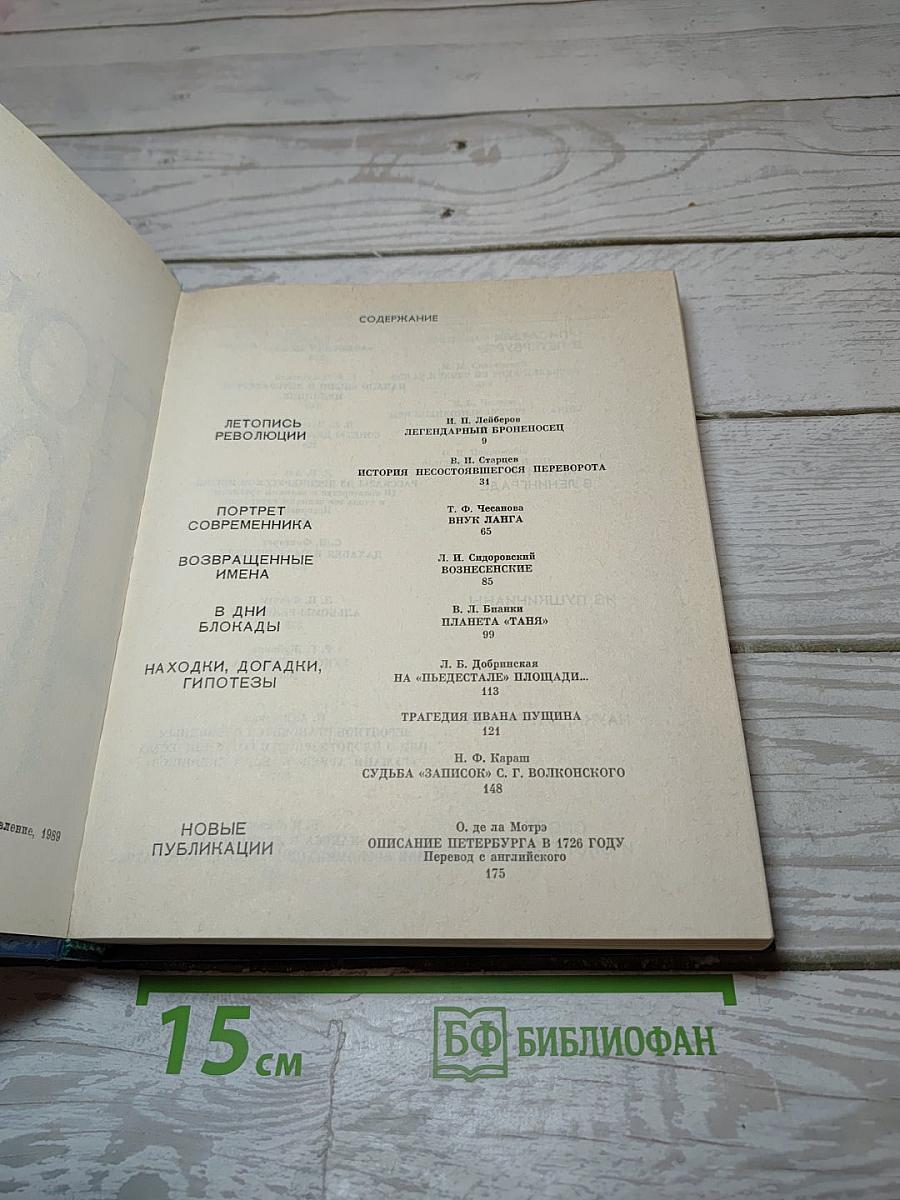 СОДЕРЖАНИЕ
ЛЕТОПИСЬ
РЕВОЛЮЦИИ
И. П. Лейберов
ЛЕГЕНДАРНЫЙ БРОНЕНОСЕЦ
9
В. И. Старцев
ИСТОРИЯ НЕСОСТОЯВШЕГОСЯ ПЕРЕВОРОТА
31
ПОРТРЕТ
СОВРЕМЕННИКА
Т. Ф. Чесанова
ВНУК ЛАНГА
65
ВОЗВРАЩЕННЫЕ
ИМЕНА
Л. И. Сидоровский
ВОЗНЕСЕНСКИЕ
85
В ДНИ
БЛОКАДЫ
В. Л. Бианки
ПЛАНЕТА «ТАНЯ»
99
НАХОДКИ, ДОГАДКИ,
ГИПОТЕЗЫ
Л. Б. Добринская
НА «ПЬЕДЕСТАЛЕ» ПЛОЩАДИ...
113
ТРАГЕДИЯ ИВАНА ПУЩИНА
121
Н. Ф. Караш
СУДЬБА «ЗАПИСОК» С. Г. ВОЛКОНСКОГО
148
НОВЫЕ
ПУБЛИКАЦИИ
О. де ла Мотрэ
ОПИСАНИЕ ПЕТЕРБУРГА В 1726 ГОДУ
Перевод с английского
175
1989
15 см
БФ БИБЛИОФАН